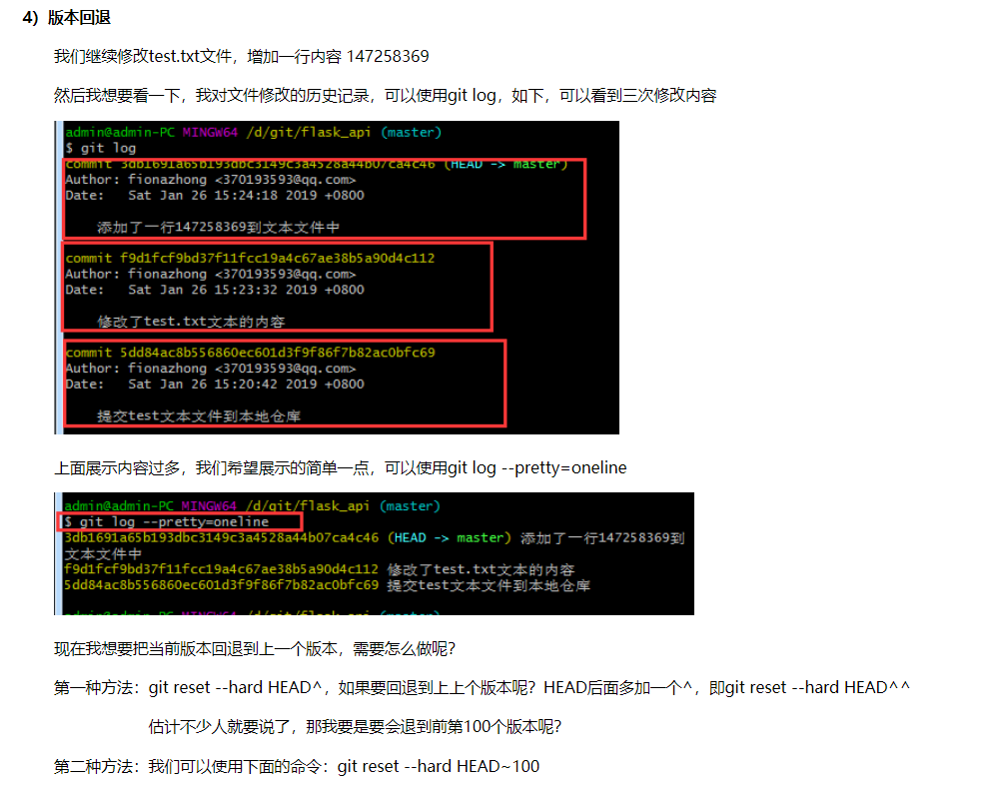 4）版本回退
我们继续修改test.txt文件，增加一行内容 147258369
然后我想要看一下，我对文件修改的历史记录，可以使用git log，如下，可以看到三次修改内容
admin@admin-PC MINGW64 /d/git/flask_api (master)
$ git log
commit 3db1691a65b193dbc3149c3a4528a44b07ca4c46 (HEAD -> master)
Author: fionazhong <370193593@qq.com>
Date:   Sat Jan 26 15:24:18 2019 +0800
添加了一行147258369到文本文件中
commit f9d1fcf9bd37f11fcc19a4c67ae38b5a90d4c112
Author: fionazhong <370193593@qq.com>
Date:   Sat Jan 26 15:23:32 2019 +0800
修改了test.txt文本的内容
commit 5dd84ac8b556860ec601d3f9f86f7b82ac0bfc69
Author: fionazhong <370193593@qq.com>
Date:   Sat Jan 26 15:20:42 2019 +0800
提交test文本文件到本地仓库
上面展示内容过多，我们希望展示的简单一点，可以使用git log --pretty=oneline
admin@admin-PC MINGW64 /d/git/flask_api (master)
$ git log --pretty=oneline
3db1691a65b193dbc3149c3a4528a44b07ca4c46 (HEAD -> master) 添加了一行147258369到
文本文件中
f9d1fcf9bd37f11fcc19a4c67ae38b5a90d4c112 修改了test.txt文本的内容
5dd84ac8b556860ec601d3f9f86f7b82ac0bfc69 提交test文本文件到本地仓库
admin@admin-PC MINGW64 /d/git/flask_api (master)
现在我想要把当前版本回退到上一个版本，需要怎么做呢？
第一种方法：git reset --hard HEAD^，如果要回退到上上个版本呢？HEAD后面多加一个^，即git reset --hard HEAD^^
估计不少人就要说了，那我要是要会退到前第100个版本呢？
第二种方法：我们可以使用下面的命令：git reset --hard HEAD~100